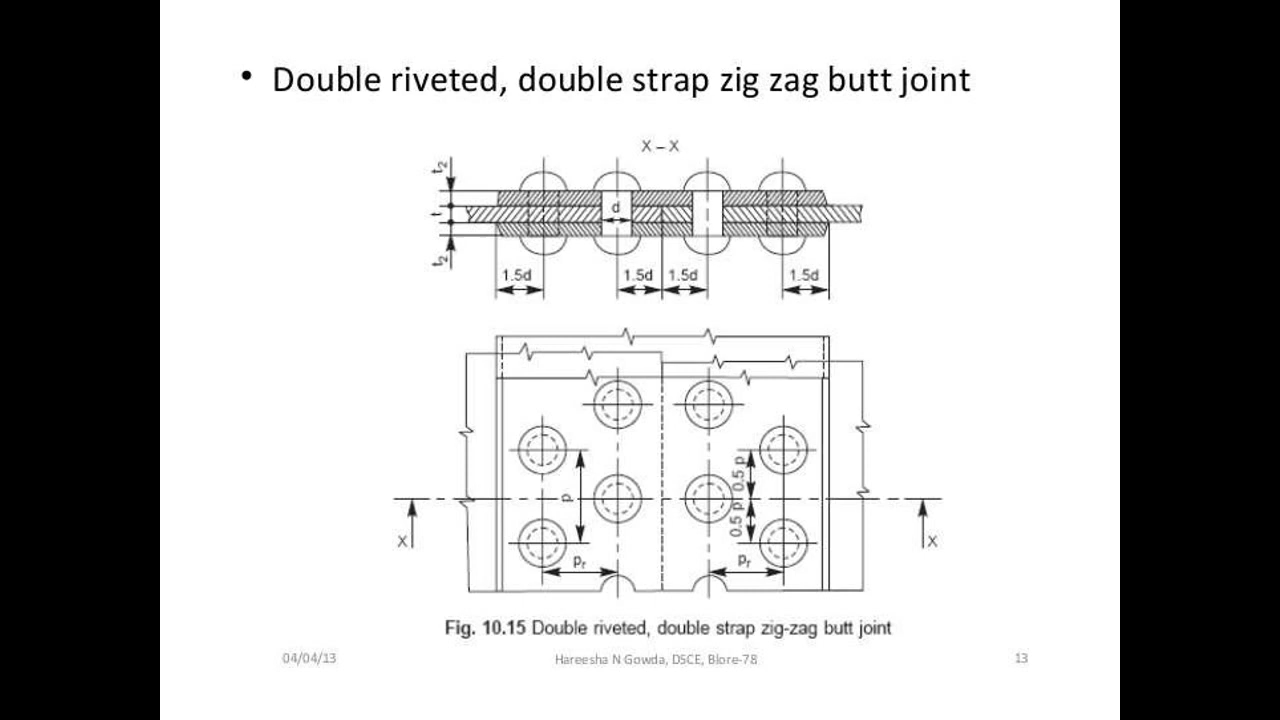 • Double riveted, double strap zig zag butt joint
X – X
t2
t
d
t2
1.5d 1.5d 1.5d 1.5d
0.5 p
p
0.5 p
X X
Pr Pr
Fig. 10.15 Double riveted, double strap zig-zag butt joint
04/04/13 Hareesha N Gowda, DSCE, Blore-78 13